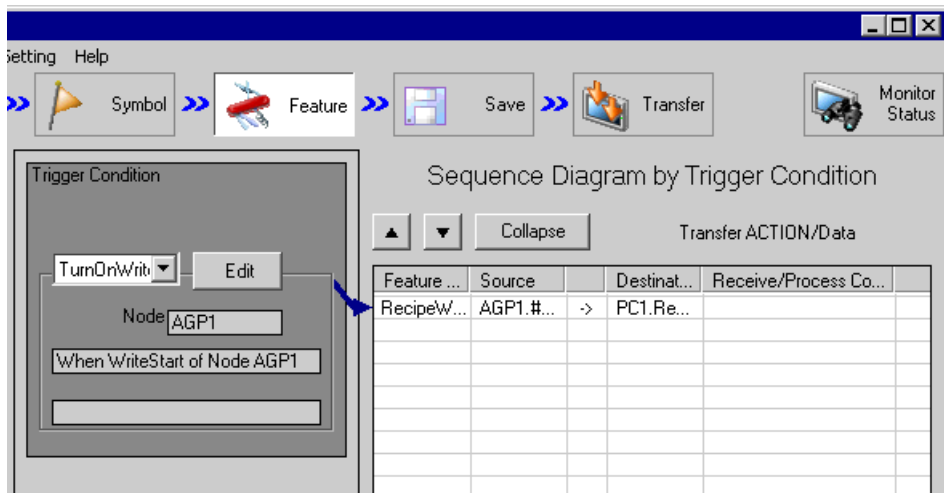 Setting Help
Symbol Feature Save Transfer Monitor Status
Trigger Condition
Sequence Diagram by Trigger Condition
Collapse
Transfer ACTION/Data
TurnOnWrit Edit
Feature ... Source Destinat... Receive/Process Co...
RecipeW... AGP1.#... -> PC1.Re...
Node AGP1
When WriteStart of Node AGP1